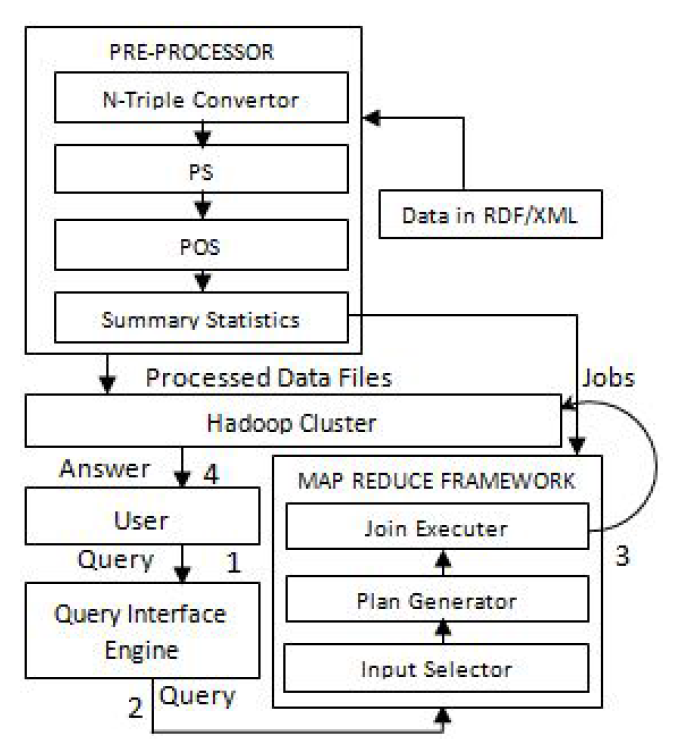 PRE-PROCESSOR
N-Triple Convertor
PS
POS
Summary Statistics
Data in RDF/XML
Processed Data Files
Jobs
Hadoop Cluster
Answer
4
User
Query
1
Query Interface
Engine
2
Query
MAP REDUCE FRAMEWORK
Join Executer
Plan Generator
Input Selector
3